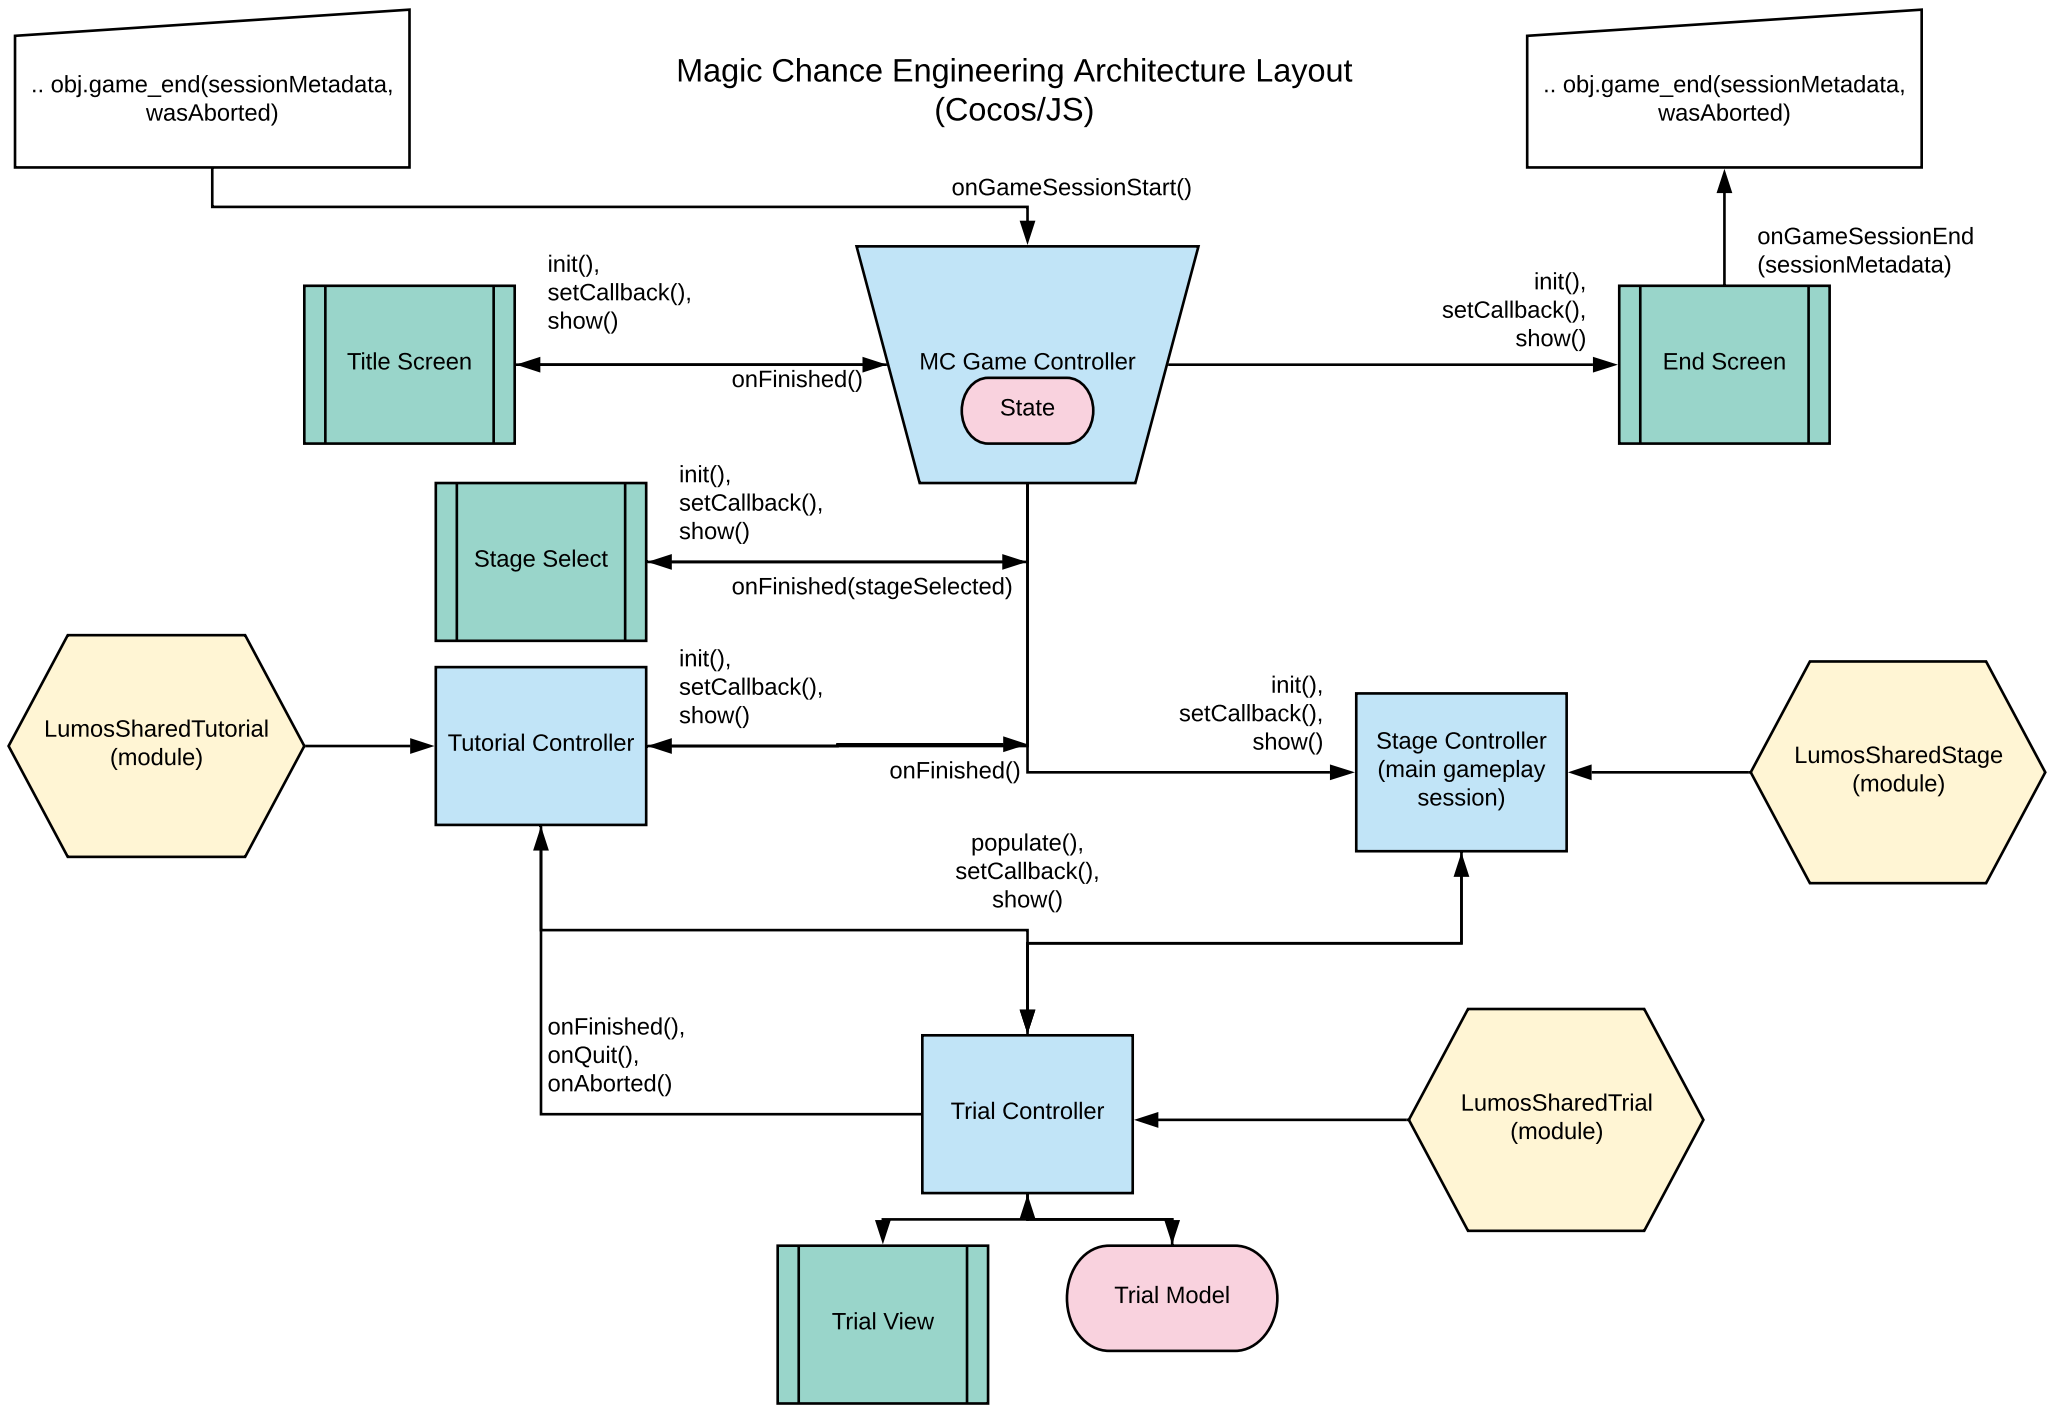 .. obj.game_end(sessionMetadata,
wasAborted)
Magic Chance Engineering Architecture Layout
(Cocos/JS)
.. obj.game_end(sessionMetadata,
wasAborted)
onGameSessionStart()
onGameSessionEnd
(sessionMetadata)
init(),
setCallback(),
show()
init(),
setCallback(),
show()
Title Screen
onFinished()
MC Game Controller
State
End Screen
init(),
setCallback(),
show()
Stage Select
onFinished(stageSelected)
init(),
setCallback(),
show()
LumosSharedTutorial
(module)
Tutorial Controller
onFinished()
init(),
setCallback(),
show()
Stage Controller
(main gameplay
session)
LumosSharedStage
(module)
populate(),
setCallback(),
show()
onFinished(),
onQuit(),
onAborted()
Trial Controller
LumosSharedTrial
(module)
Trial View
Trial Model